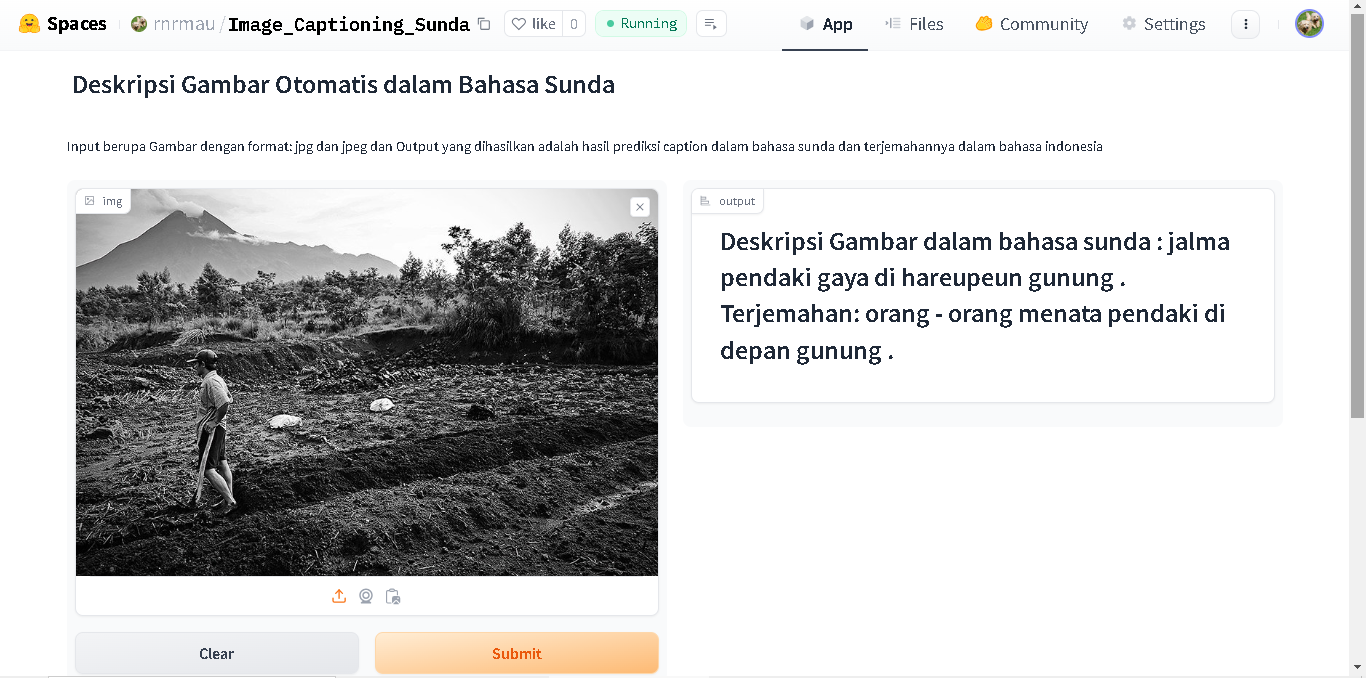 Spaces rnrmau/Image_Captioning_Sunda like 0 Running App Files Community Settings
Deskripsi Gambar Otomatis dalam Bahasa Sunda
Input berupa Gambar dengan format: jpg dan jpeg dan Output yang dihasilkan adalah hasil prediksi caption dalam bahasa sunda dan terjemahannya dalam bahasa indonesia
img
output
Deskripsi Gambar dalam bahasa sunda : jalma
pendaki gaya di hareupeun gunung .
Terjemahan: orang - orang menata pendaki di
depan gunung .
Clear Submit